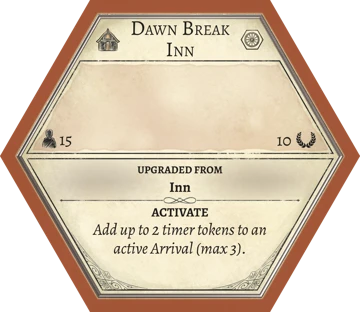 Dawn Break
Inn
15
10
UPGRADED FROM
Inn
ACTIVATE
Add up to 2 timer tokens to an
active Arrival (max 3).